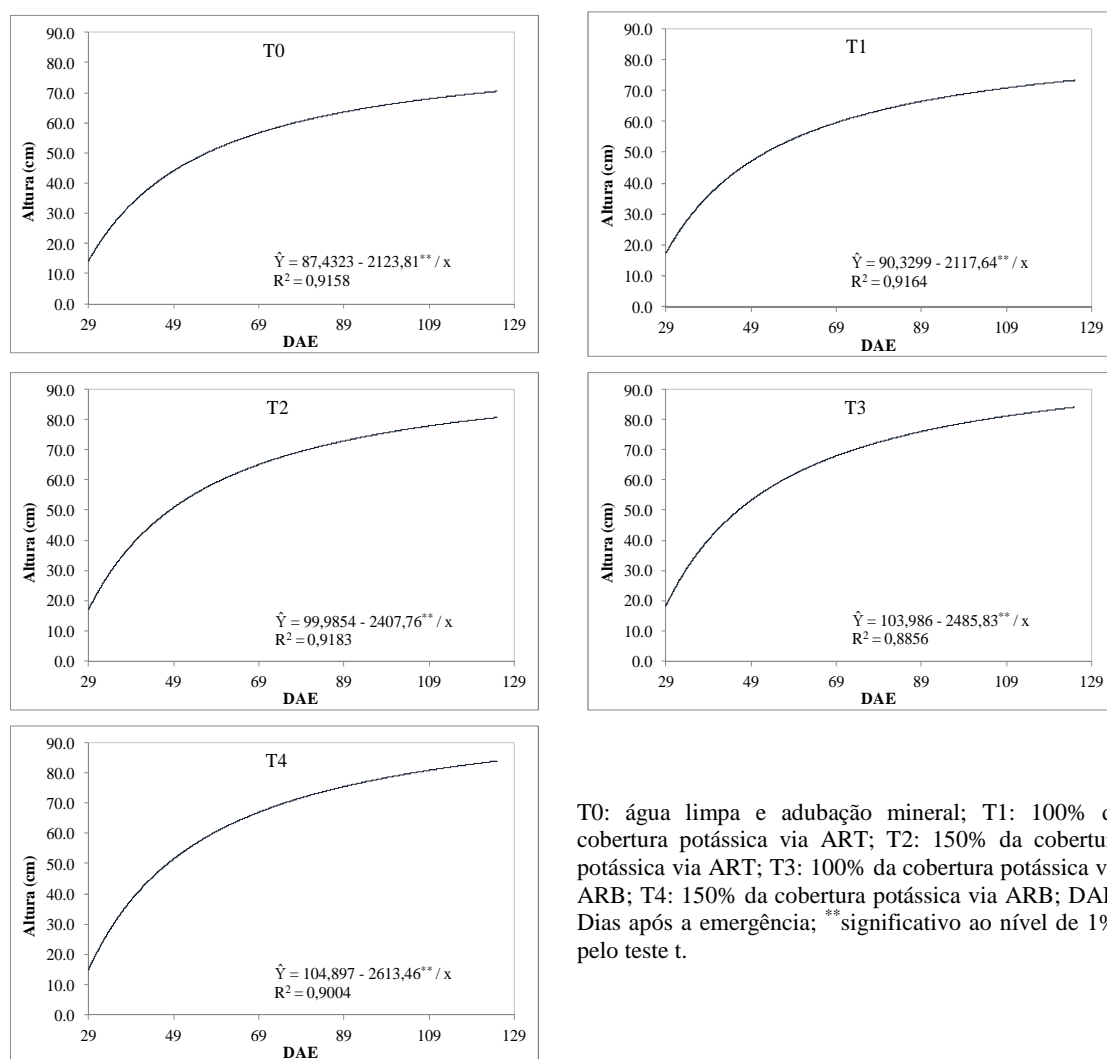 T0
90.0
80.0
70.0
60.0
50.0
40.0
30.0
20.0
10.0
0.0
Altura (cm)
Ŷ = 87,4323 - 2123,81** / x
R² = 0,9158
29 49 69 89 109 129
DAE
T1
90.0
80.0
70.0
60.0
50.0
40.0
30.0
20.0
10.0
0.0
Altura (cm)
Ŷ = 90,3299 - 2117,64** / x
R² = 0,9164
29 49 69 89 109 129
DAE
T2
90.0
80.0
70.0
60.0
50.0
40.0
30.0
20.0
10.0
0.0
Altura (cm)
Ŷ = 99,9854 - 2407,76** / x
R² = 0,9183
29 49 69 89 109 129
DAE
T3
90.0
80.0
70.0
60.0
50.0
40.0
30.0
20.0
10.0
0.0
Altura (cm)
Ŷ = 103,986 - 2485,83** / x
R² = 0,8856
29 49 69 89 109 129
DAE
T4
90.0
80.0
70.0
60.0
50.0
40.0
30.0
20.0
10.0
0.0
Altura (cm)
Ŷ = 104,897 - 2613,46** / x
R² = 0,9004
29 49 69 89 109 129
DAE
T0: água limpa e adubação mineral; T1: 100%
cobertura potássica via ART; T2: 150% da cobertur
potássica via ART; T3: 100% da cobertura potássica
ARB; T4: 150% da cobertura potássica via ARB;
Dias após a emergência; **significativo ao nível de 1%
pelo teste t.